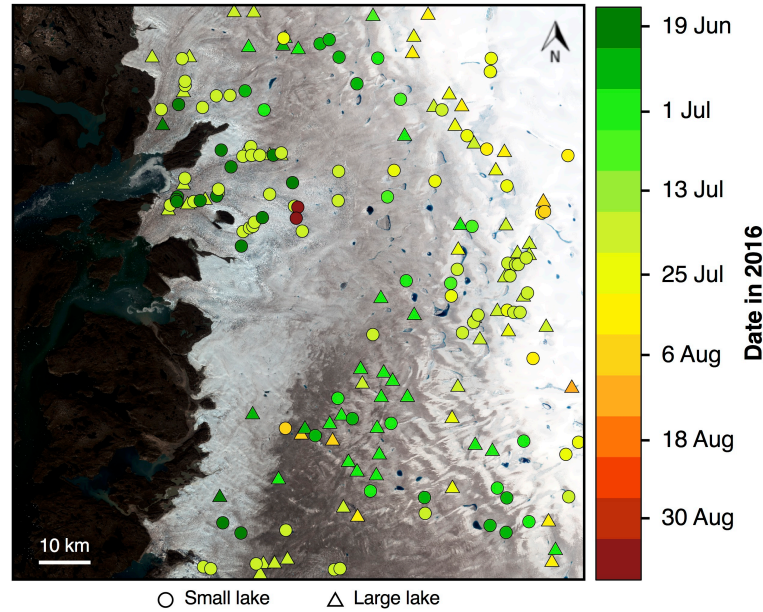 N
19 Jun
1 Jul
13 Jul
25 Jul
6 Aug
18 Aug
30 Aug
Date in 2016
10 km
Small lake
Large lake